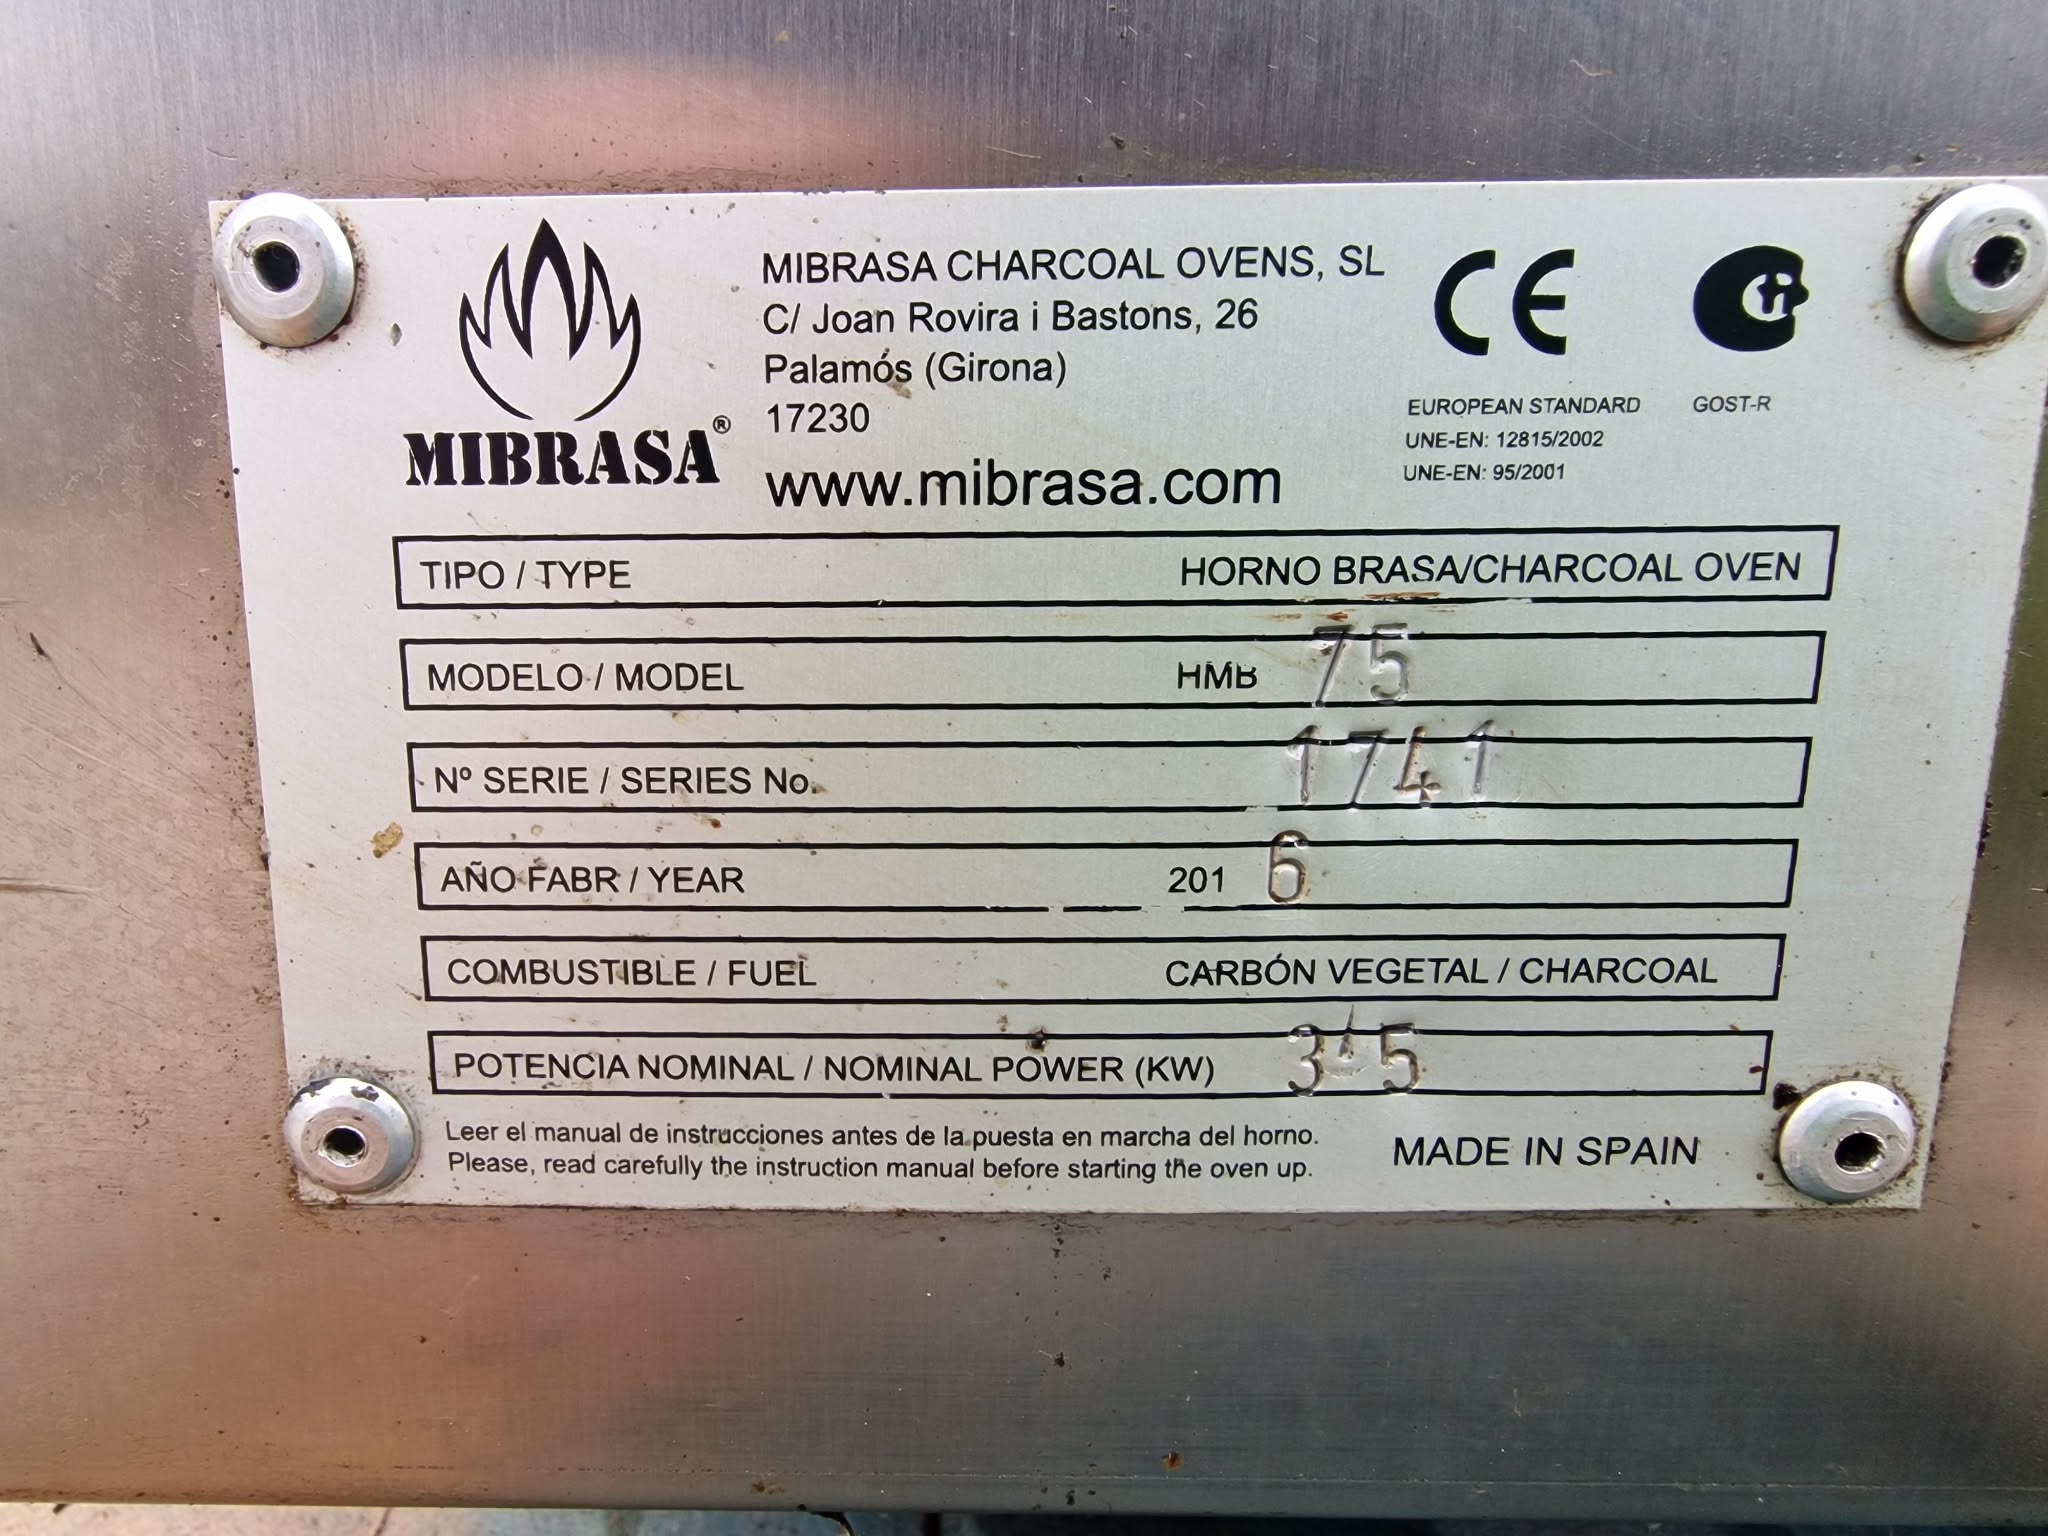 MIBRASA®
MIBRASA CHARCOAL OVENS, SL
C/ Joan Rovira i Bastons, 26
Palamós (Girona)
17230
www.mibrasa.com
CE
EUROPEAN STANDARD
UNE-EN: 12815/2002
UNE-EN: 95/2001
GOST-R
TIPO / TYPE HORNO BRASA/CHARCOAL OVEN
MODELO / MODEL HMB 75
Nº SERIE / SERIES No. 1741
AÑO FABR / YEAR 2016
COMBUSTIBLE / FUEL CARBÓN VEGETAL / CHARCOAL
POTENCIA NOMINAL / NOMINAL POWER (KW) 3'5
Leer el manual de instrucciones antes de la puesta en marcha del horno.
Please, read carefully the instruction manual before starting the oven up.
MADE IN SPAIN